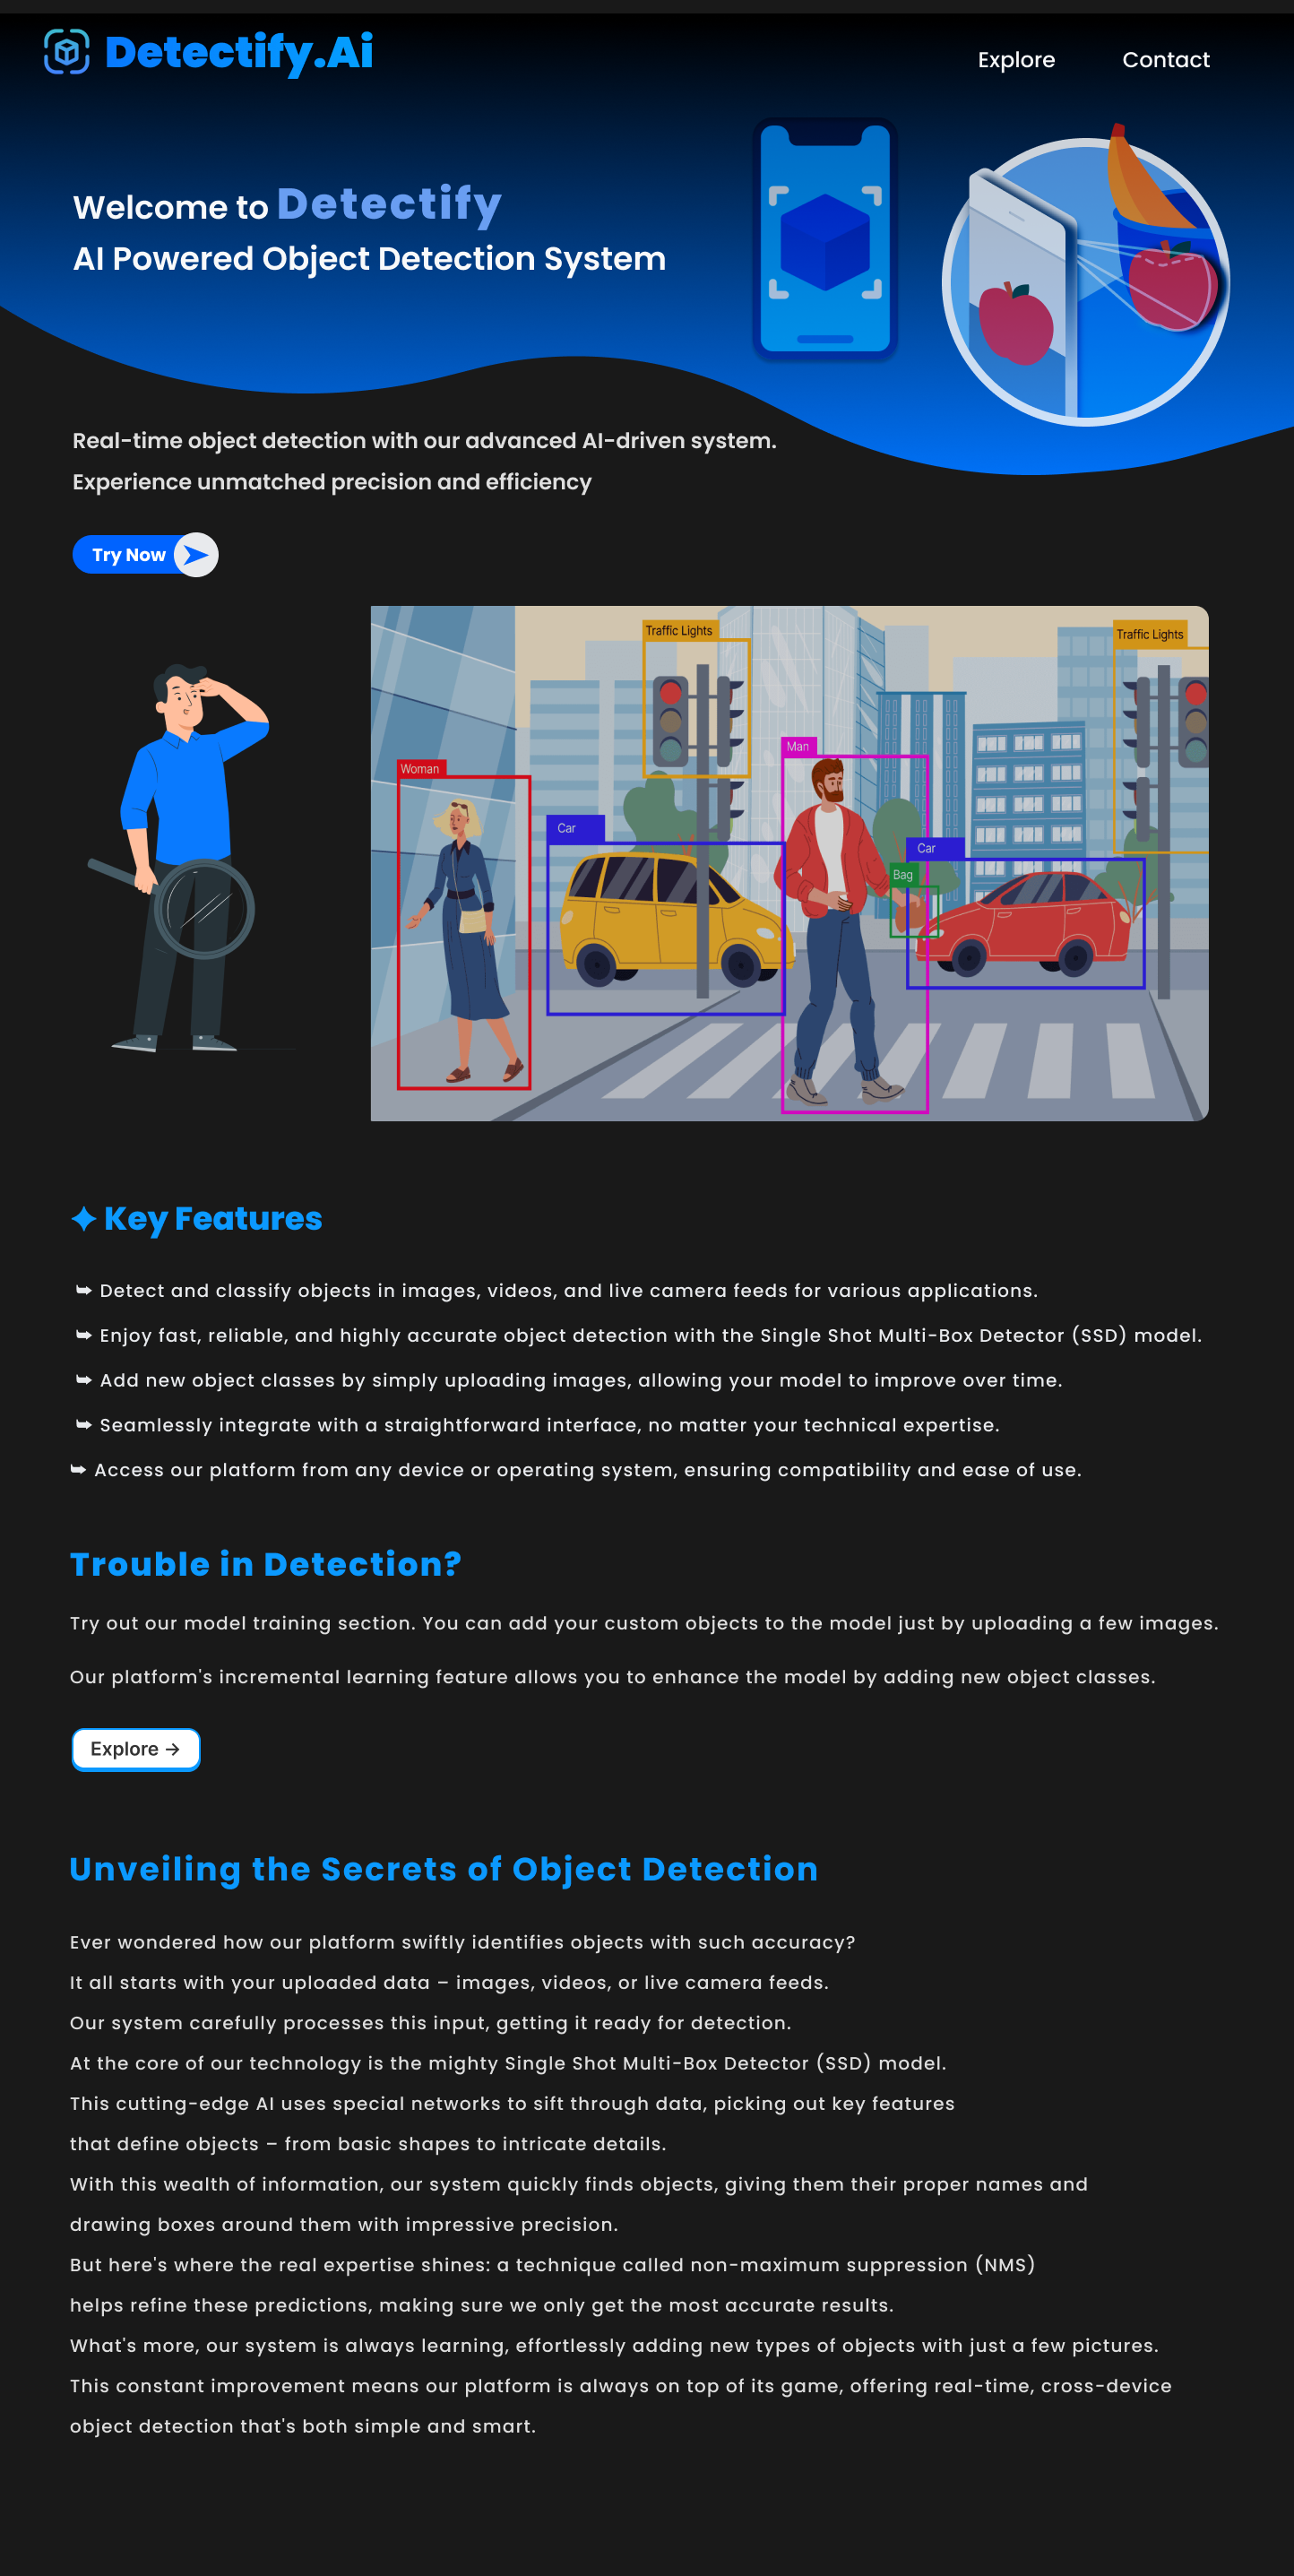 Detectify.Ai
Explore
Contact
Welcome to Detectify
AI Powered Object Detection System
Real-time object detection with our advanced AI-driven system.
Experience unmatched precision and efficiency
Try Now
Traffic Lights
Traffic Lights
Man
Woman
Car
Car
Bag
✦ Key Features
➥ Detect and classify objects in images, videos, and live camera feeds for various applications.
➥ Enjoy fast, reliable, and highly accurate object detection with the Single Shot Multi-Box Detector (SSD) model.
➥ Add new object classes by simply uploading images, allowing your model to improve over time.
➥ Seamlessly integrate with a straightforward interface, no matter your technical expertise.
➥ Access our platform from any device or operating system, ensuring compatibility and ease of use.
Trouble in Detection?
Try out our model training section. You can add your custom objects to the model just by uploading a few images.
Our platform's incremental learning feature allows you to enhance the model by adding new object classes.
Explore →
Unveiling the Secrets of Object Detection
Ever wondered how our platform swiftly identifies objects with such accuracy?
It all starts with your uploaded data – images, videos, or live camera feeds.
Our system carefully processes this input, getting it ready for detection.
At the core of our technology is the mighty Single Shot Multi-Box Detector (SSD) model.
This cutting-edge AI uses special networks to sift through data, picking out key features
that define objects – from basic shapes to intricate details.
With this wealth of information, our system quickly finds objects, giving them their proper names and
drawing boxes around them with impressive precision.
But here's where the real expertise shines: a technique called non-maximum suppression (NMS)
helps refine these predictions, making sure we only get the most accurate results.
What's more, our system is always learning, effortlessly adding new types of objects with just a few pictures.
This constant improvement means our platform is always on top of its game, offering real-time, cross-device
object detection that's both simple and smart.